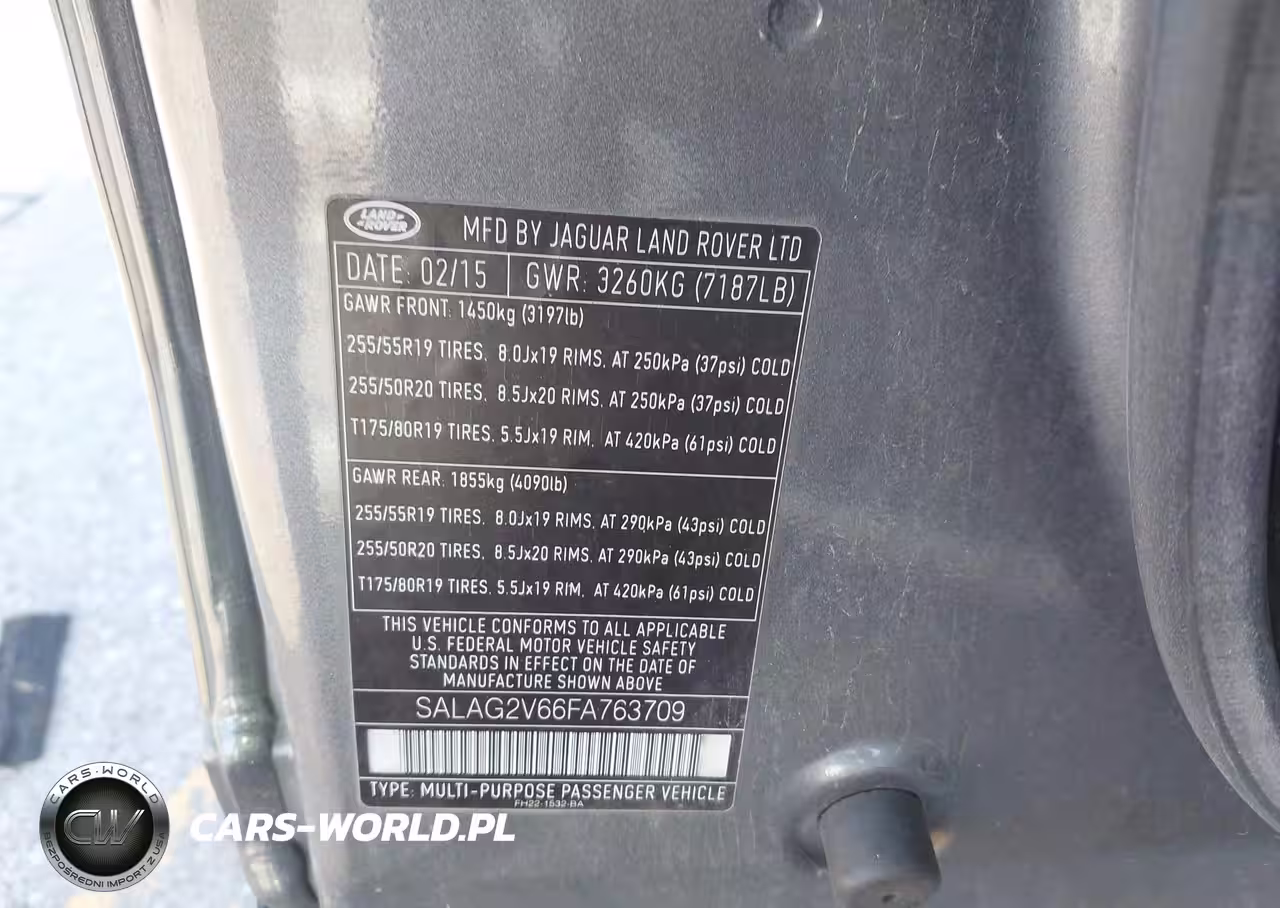 LAND ROVER
MFD BY JAGUAR LAND ROVER LTD
DATE: 02/15 GWR: 3260KG (7187LB)
GAWR FRONT: 1450kg (3197lb)
255/55R19 TIRES, 8.0Jx19 RIMS, AT 250kPa (37psi) COLD
255/50R20 TIRES, 8.5Jx20 RIMS, AT 250kPa (37psi) COLD
T175/80R19 TIRES, 5.5Jx19 RIM, AT 420kPa (61psi) COLD
GAWR REAR: 1855kg (4090lb)
255/55R19 TIRES, 8.0Jx19 RIMS, AT 290kPa (43psi) COLD
255/50R20 TIRES, 8.5Jx20 RIMS, AT 290kPa (43psi) COLD
T175/80R19 TIRES, 5.5Jx19 RIM, AT 420kPa (61psi) COLD
THIS VEHICLE CONFORMS TO ALL APPLICABLE
U.S. FEDERAL MOTOR VEHICLE SAFETY
STANDARDS IN EFFECT ON THE DATE OF
MANUFACTURE SHOWN ABOVE
SALAG2V66FA763709
TYPE: MULTI-PURPOSE PASSENGER VEHICLE
FH22-1532-BA
CARS-WORLD
CW
BEZPOŚREDNI IMPORT Z USA
CARS-WORLD.PL